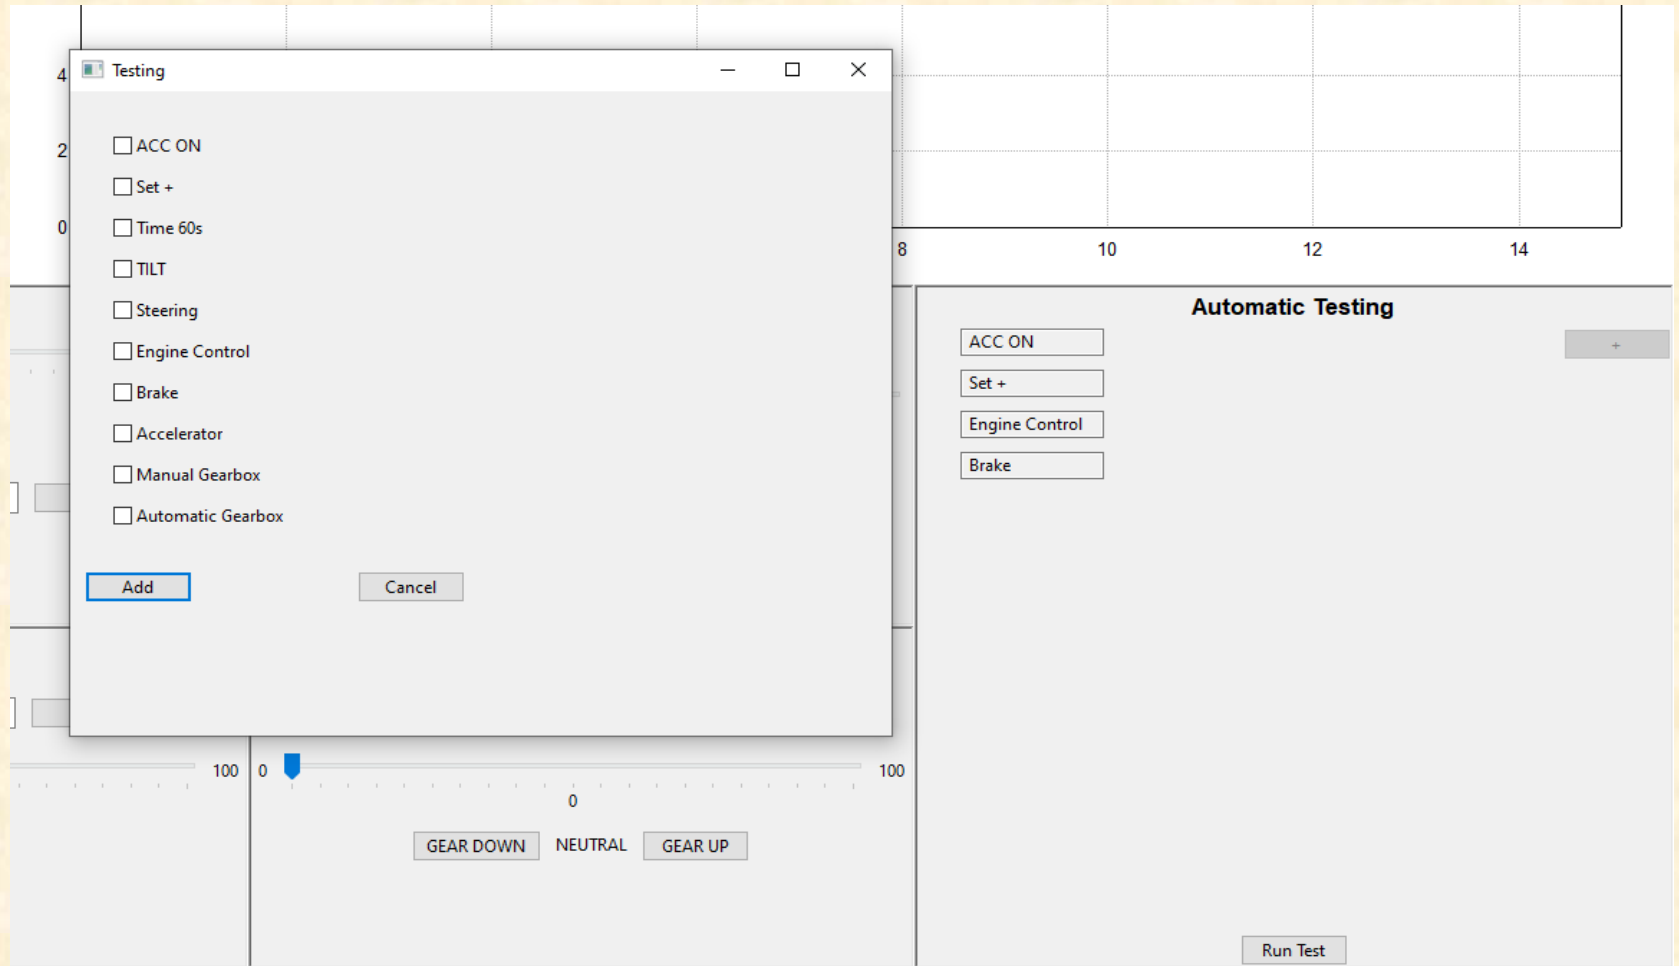 4
2
0
8
10
12
14
Testing
ACC ON
Set +
Time 60s
TILT
Steering
Engine Control
Brake
Accelerator
Manual Gearbox
Automatic Gearbox
Add
Cancel
Automatic Testing
+
ACC ON
Set +
Engine Control
Brake
100
0
100
0
GEAR DOWN
NEUTRAL
GEAR UP
Run Test